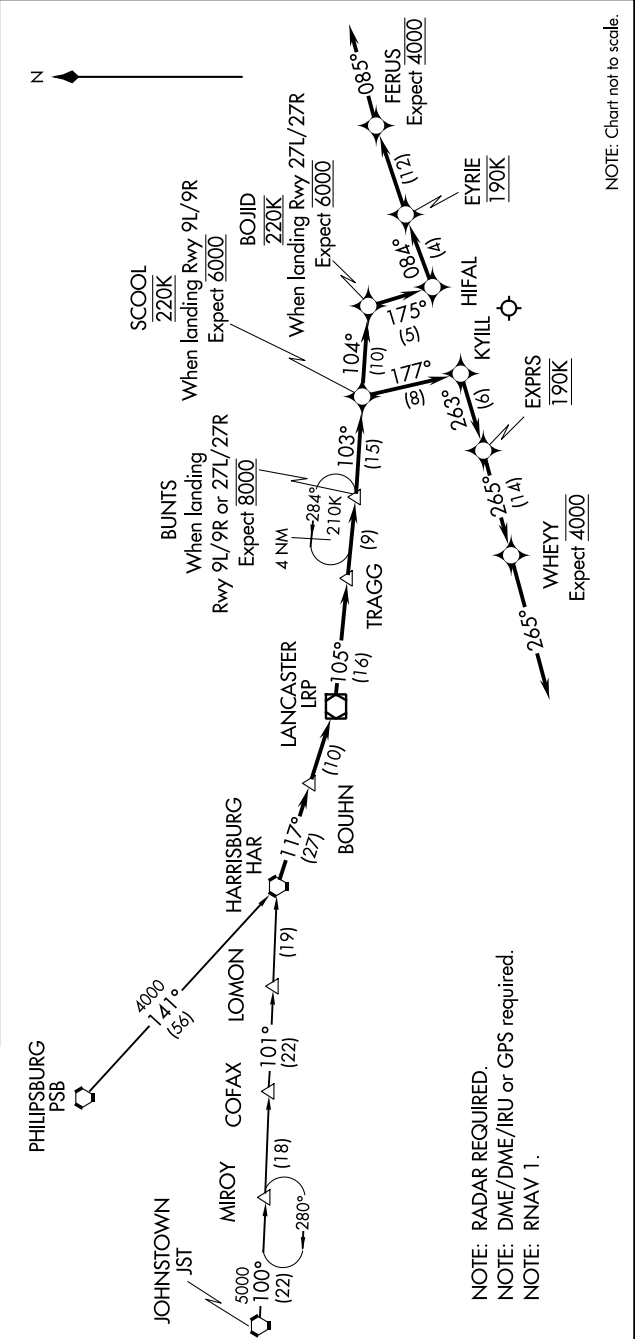 N
PHILIPSBURG
PSB
4000
141°
(56)
JOHNSTOWN
JST
5000
100°
(22)
MIROY
280°
(18)
COFAX
101°
(22)
LOMON
(19)
HARRISBURG
HAR
117°
(27)
BOUHN
(10)
LANCASTER
LRP
105°
(16)
TRAGG
(9)
BUNTS
When landing
Rwy 9L/9R or 27L/27R
Expect 8000
4 NM
284°
210K
103°
(15)
SCOOL
220K
When landing Rwy 9L/9R
Expect 6000
104°
(10)
BOJID
220K
When landing Rwy 27L/27R
Expect 6000
175°
(5)
HIFAL
084°
(4)
EYRIE
190K
(12)
FERUS
Expect 4000
085°
177°
(8)
KYILL
263°
(6)
EXPRS
190K
265°
(14)
WHEYY
Expect 4000
265°
NOTE: RADAR REQUIRED.
NOTE: DME/DME/IRU or GPS required.
NOTE: RNAV 1.
NOTE: Chart not to scale.